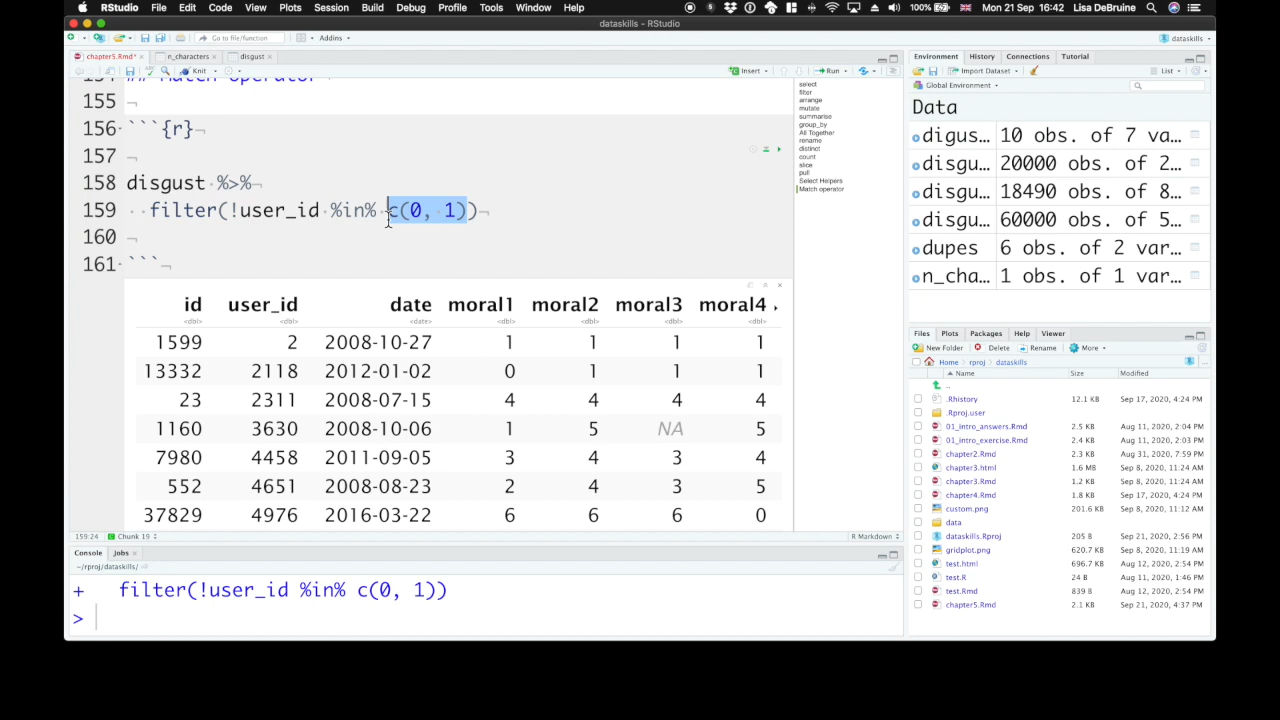 RStudio File Edit Code View Plots Session Build Debug Profile Tools Window Help 100% Mon 21 Sep 16:42 Lisa DeBruine
dataskills — RStudio
Go to file/function Addins dataskills
chapter5.Rmd* n_characters disgust
Knit Insert Run
## Match operator
155 ¬
156 ```{r} ¬
157 ¬
158 disgust %>% ¬
159 filter(!user_id %in% c(0, 1)) ¬
160 ¬
161 ``` ¬
select
filter
arrange
mutate
summarise
group_by
All Together
rename
distinct
count
slice
pull
Select Helpers
Match operator
id user_id date moral1 moral2 moral3 moral4
<dbl> <dbl> <date> <dbl> <dbl> <dbl> <dbl>
1599 2 2008-10-27 1 1 1 1
13332 2118 2012-01-02 0 1 1 1
23 2311 2008-07-15 4 4 4 4
1160 3630 2008-10-06 1 5 NA 5
7980 4458 2011-09-05 3 4 3 4
552 4651 2008-08-23 2 4 3 5
37829 4976 2016-03-22 6 6 6 0
159:24 Chunk 19 R Markdown
Console Jobs
~/rproj/dataskills/
+ filter(!user_id %in% c(0, 1))
>
Environment History Connections Tutorial
Import Dataset List
Global Environment
Data
digus... 10 obs. of 7 va...
disgu... 20000 obs. of 2...
disgu... 18490 obs. of 8...
disgu... 60000 obs. of 5...
dupes 6 obs. of 2 var...
n_cha... 1 obs. of 1 var...
Files Plots Packages Help Viewer
New Folder Delete Rename More
Home rproj dataskills
Name Size Modified
..
.Rhistory 12.1 KB Sep 17, 2020, 4:24 PM
.Rproj.user
01_intro_answers.Rmd 2.5 KB Aug 11, 2020, 2:04 PM
01_intro_exercise.Rmd 2.4 KB Aug 11, 2020, 2:03 PM
chapter2.Rmd 2.4 KB Aug 31, 2020, 7:59 PM
chapter3.html 1.6 MB Sep 8, 2020, 11:24 AM
chapter3.Rmd 1.2 KB Sep 8, 2020, 11:24 AM
chapter4.Rmd 1.8 KB Sep 17, 2020, 4:24 PM
custom.png 201.6 KB Sep 8, 2020, 11:12 AM
data
dataskills.Rproj 205 B Sep 21, 2020, 2:56 PM
gridplot.png 620.7 KB Sep 8, 2020, 11:19 AM
test.html 696.7 KB Aug 12, 2020, 2:54 PM
test.R 24 B Aug 11, 2020, 1:46 PM
test.Rmd 839 B Aug 12, 2020, 2:54 PM
chapter5.Rmd 2.1 KB Sep 21, 2020, 4:37 PM